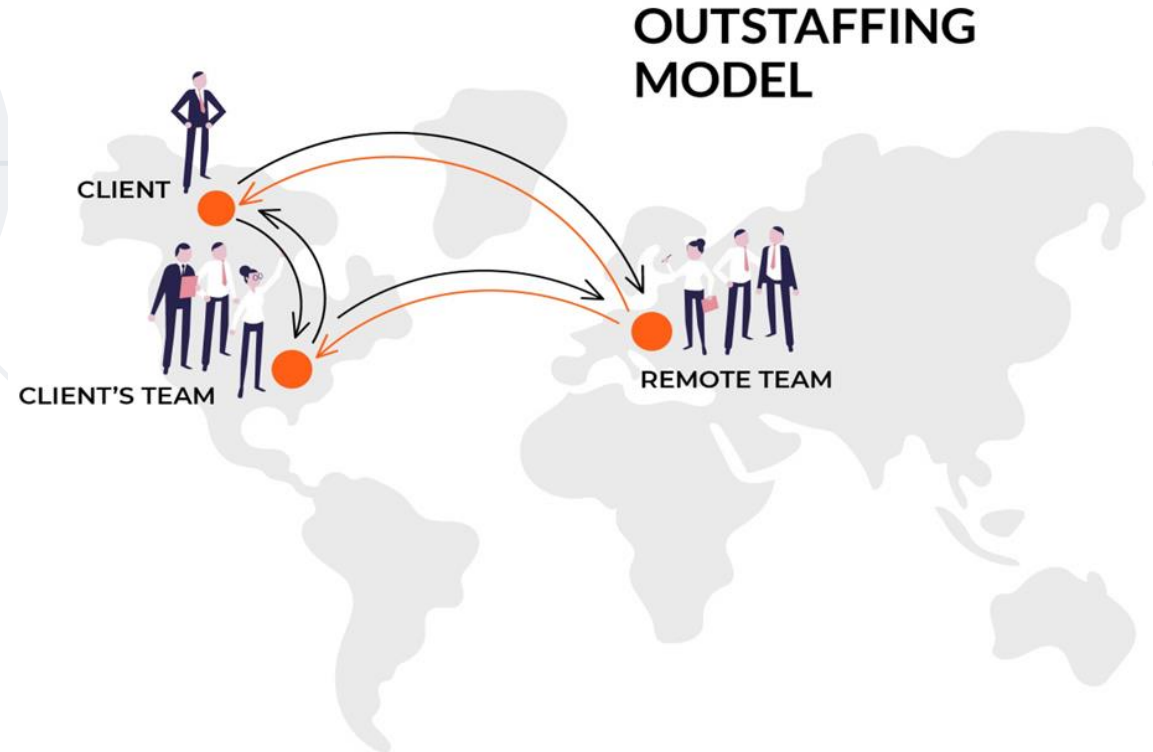 OUTSTAFFING
MODEL
CLIENT
CLIENT'S TEAM
REMOTE TEAM